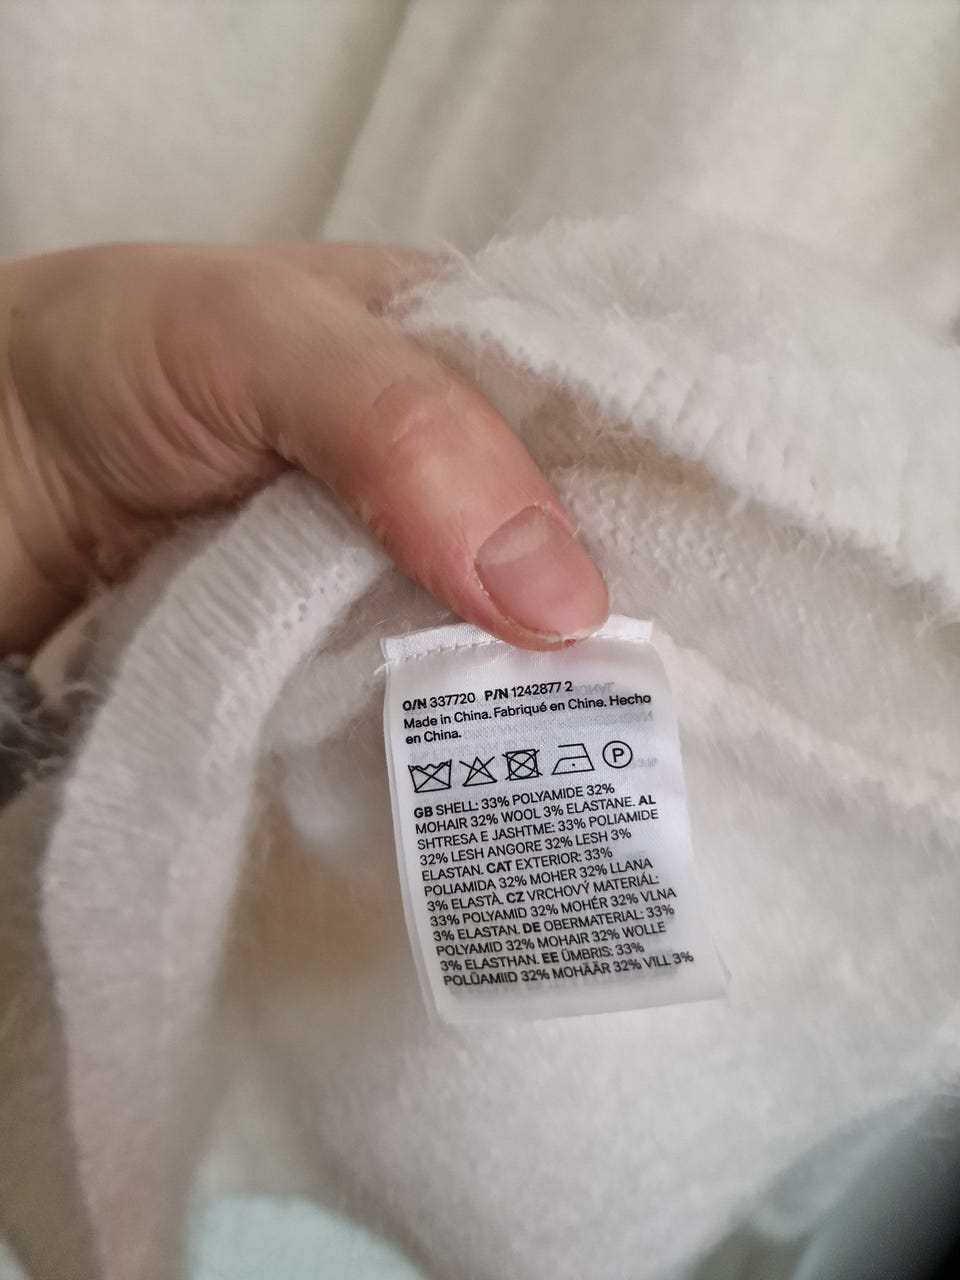 O/N 337720 P/N 1242877 2
Made in China. Fabriqué en Chine. Hecho
en China.
P
GB SHELL: 33% POLYAMIDE 32%
MOHAIR 32% WOOL 3% ELASTANE. AL
SHTRESA E JASHTME: 33% POLIAMIDE
32% LESH ANGORE 32% LESH 3%
ELASTAN. CAT EXTERIOR: 33%
POLIAMIDA 32% MOHER 32% LLANA
3% ELASTÀ. CZ VRCHOVÝ MATERIÁL:
33% POLYAMID 32% MOHÉR 32% VLNA
3% ELASTAN. DE OBERMATERIAL: 33%
POLYAMID 32% MOHAIR 32% WOLLE
3% ELASTHAN. EE ÜMBRIS: 33%
POLÜAMIID 32% MOHÄÄR 32% VILL 3%